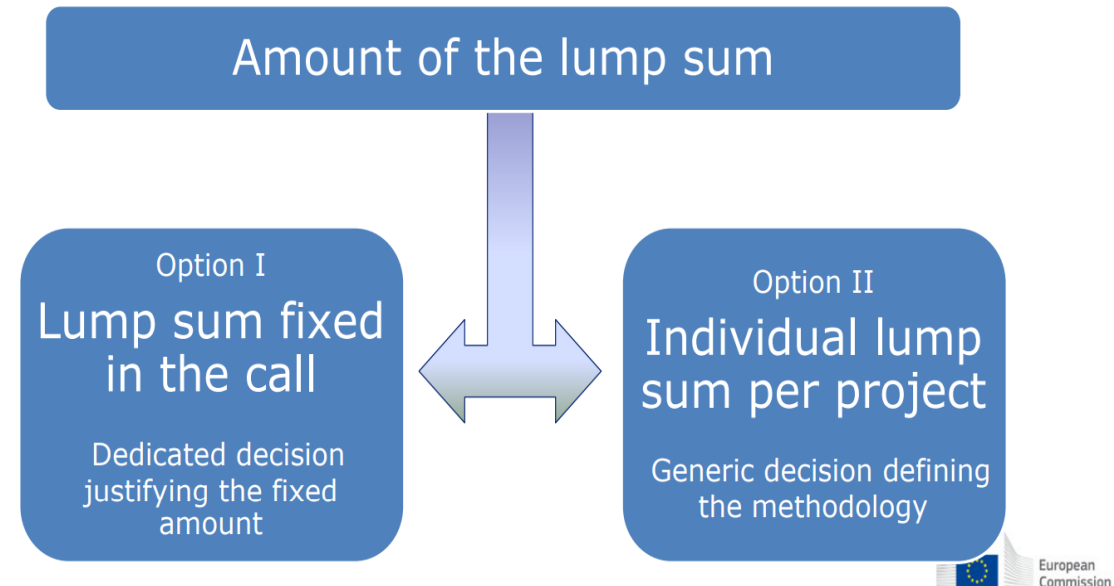 Amount of the lump sum
Option I
Lump sum fixed
in the call
Dedicated decision
justifying the fixed
amount
Option II
Individual lump
sum per project
Generic decision defining
the methodology
European
Commission